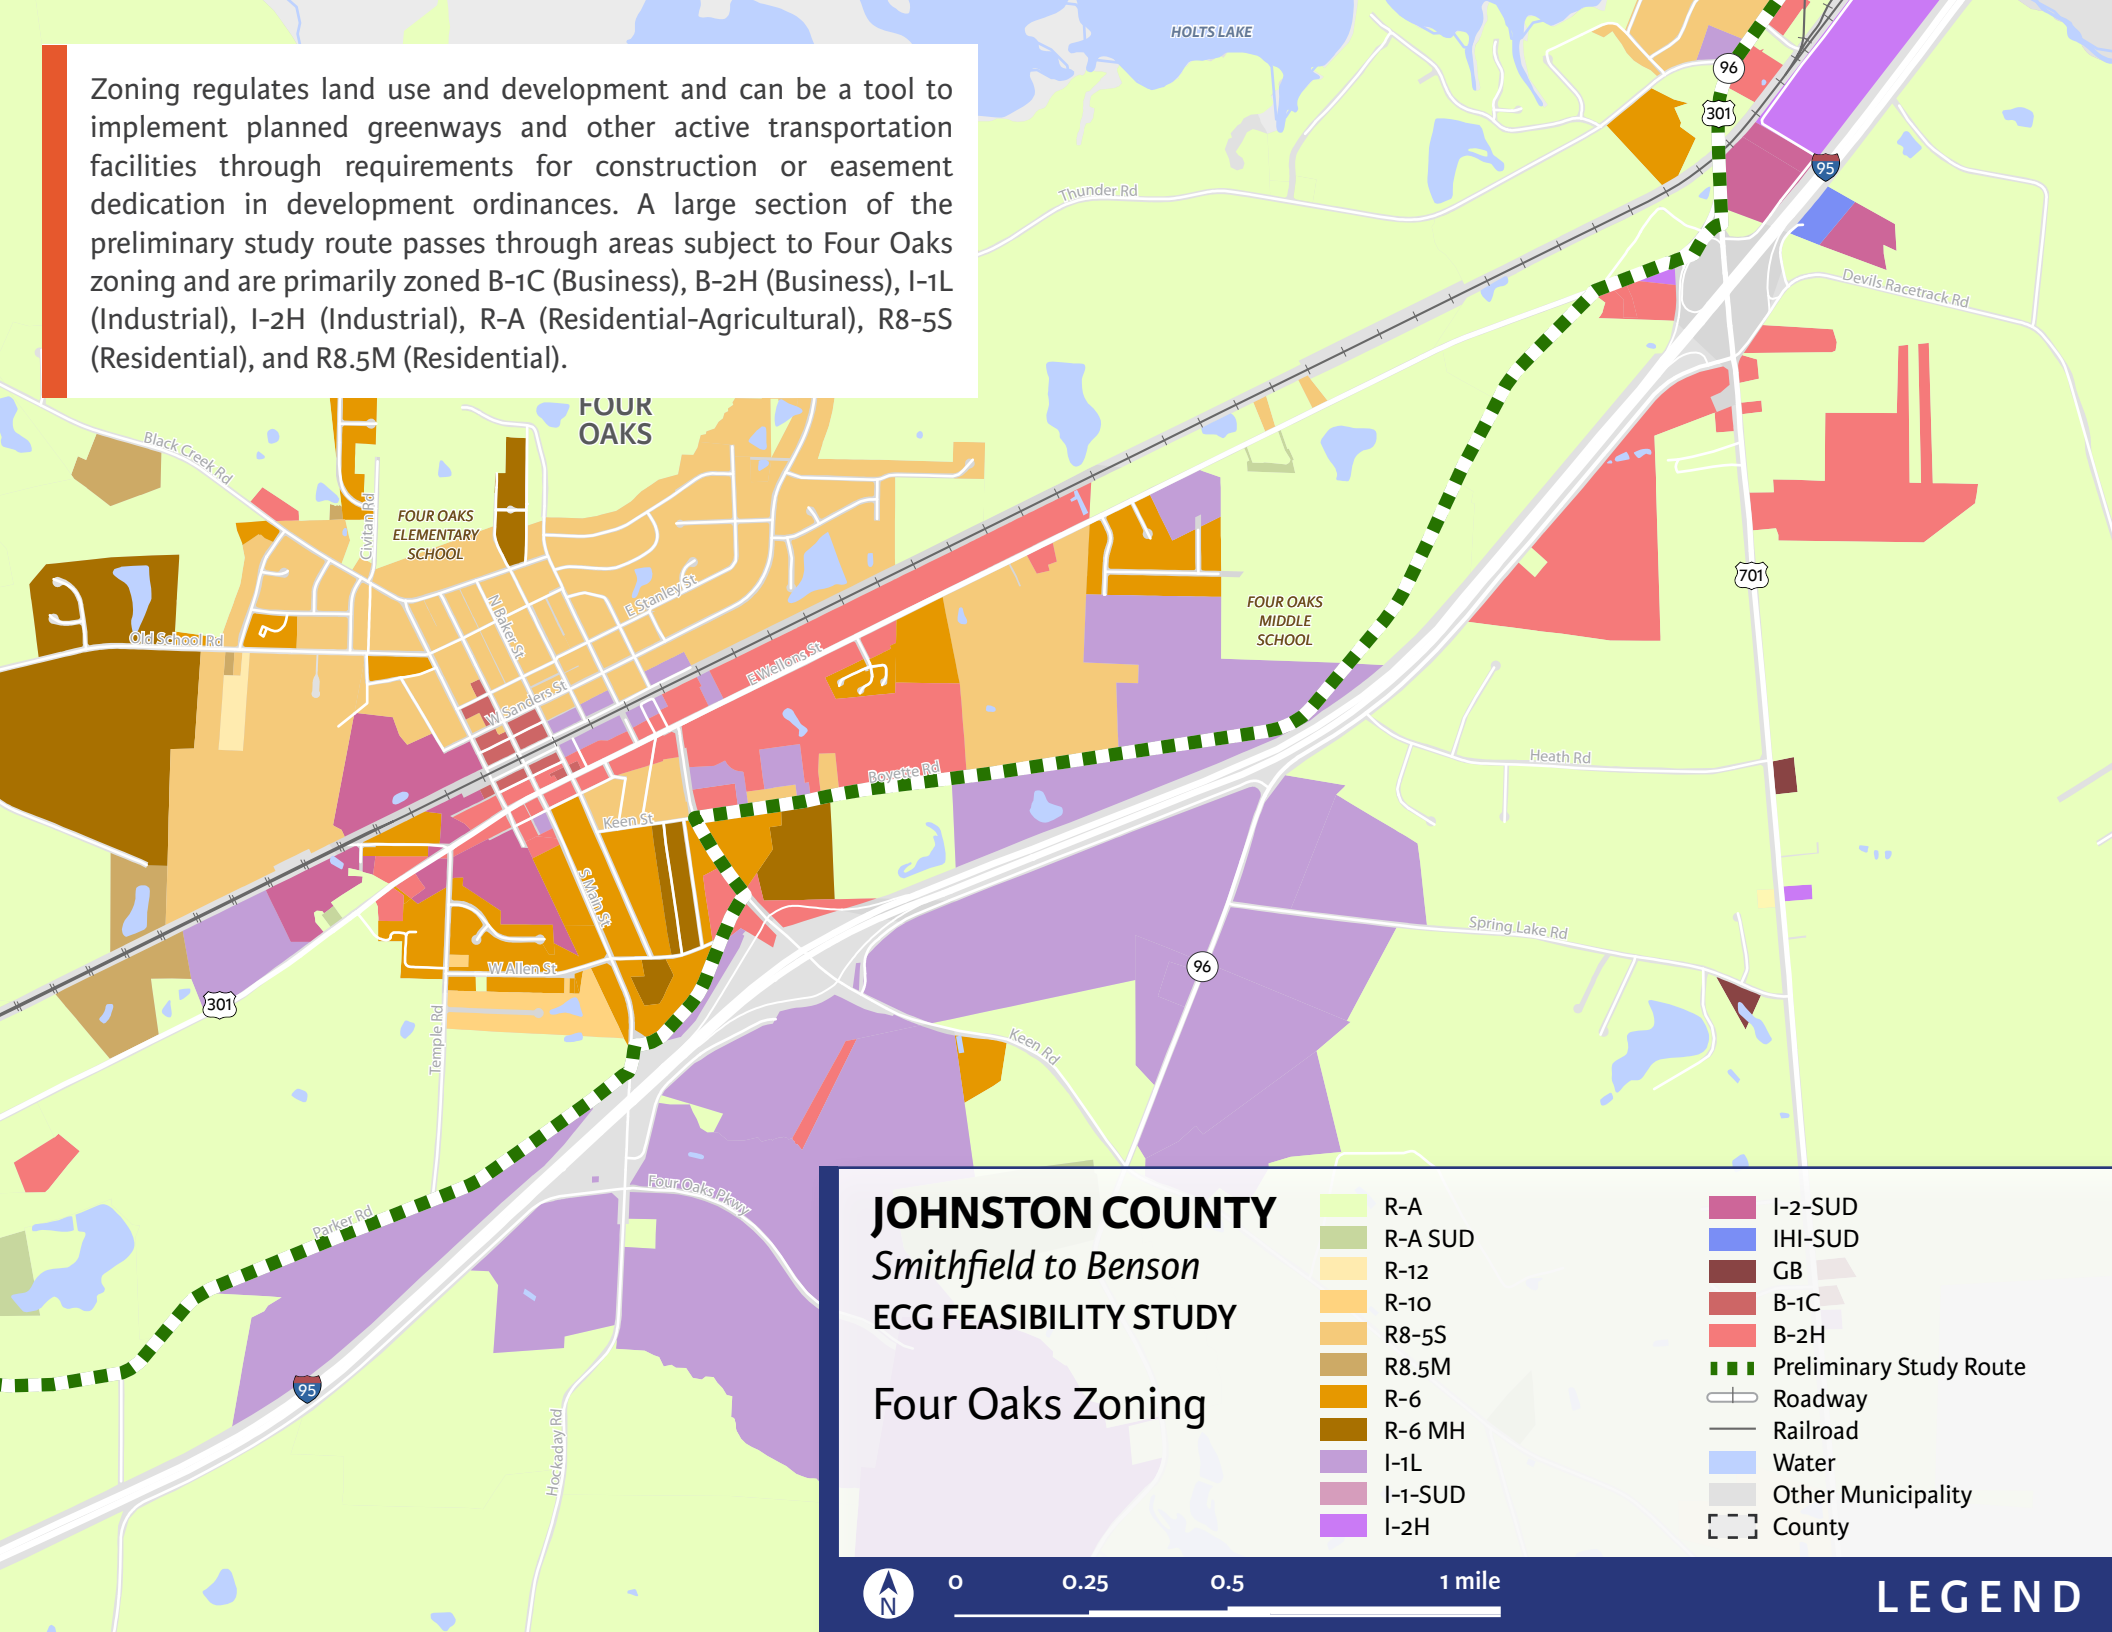 Zoning regulates land use and development and can be a tool to
implement planned greenways and other active transportation
facilities through requirements for construction or easement
dedication in development ordinances. A large section of the
preliminary study route passes through areas subject to Four Oaks
zoning and are primarily zoned B-1C (Business), B-2H (Business), I-1L
(Industrial), I-2H (Industrial), R-A (Residential-Agricultural), R8-5S
(Residential), and R8.5M (Residential).
HOLTS LAKE
96
301
95
Thunder Rd
Devils Racetrack Rd
FOUR
OAKS
Black Creek Rd
Civitan Rd
FOUR OAKS
ELEMENTARY
SCHOOL
N Baker St
E Stanley St
Old School Rd
W Sanders St
E Wellons St
FOUR OAKS
MIDDLE
SCHOOL
701
Heath Rd
Boyette Rd
Keen St
S Main St
W Allen St
301
Temple Rd
96
Spring Lake Rd
Keen Rd
Four Oaks Pkwy
Parker Rd
95
Hockaday Rd
JOHNSTON COUNTY
Smithfield to Benson
ECG FEASIBILITY STUDY
Four Oaks Zoning
R-A
R-A SUD
R-12
R-10
R8-5S
R8.5M
R-6
R-6 MH
I-1L
I-1-SUD
I-2H
I-2-SUD
IHI-SUD
GB
B-1C
B-2H
Preliminary Study Route
Roadway
Railroad
Water
Other Municipality
County
N
0 0.25 0.5 1 mile
LEGEND